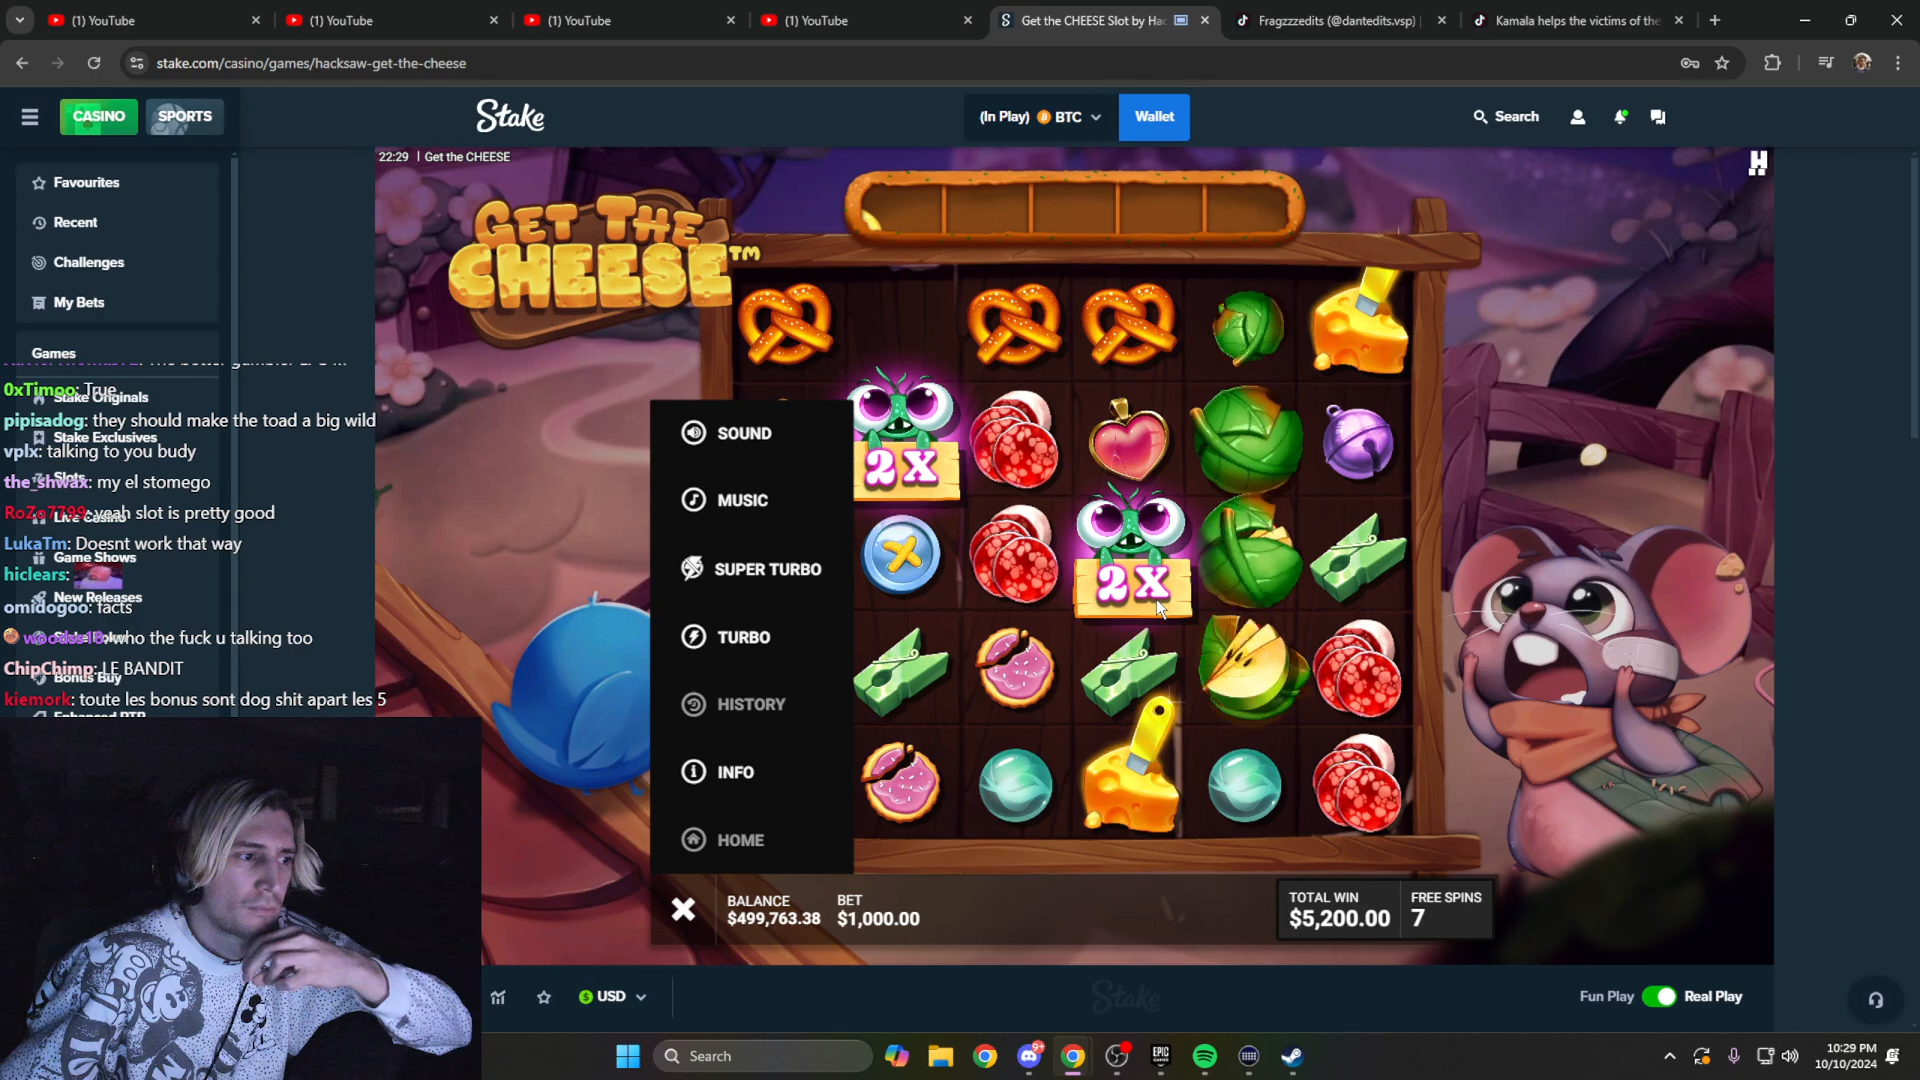 (1) YouTube
(1) YouTube
(1) YouTube
(1) YouTube
Get the CHEESE Slot by Hac
Fragzzzedits (@dantedits.vsp)
Kamala helps the victims of the
stake.com/casino/games/hacksaw-get-the-cheese
CASINO
SPORTS
Stake
(In Play) BTC
Wallet
Search
22:29 | Get the CHEESE
Favourites
Recent
Challenges
My Bets
Games
0xTimoo: True
Stake Originals
pipisadog: they should make the toad a big wild
Stake Exclusives
vplx: talking to you budy
Slots
the_shwax: my el stomego
RoZo7799: yeah slot is pretty good
Live Casino
LukaTm: Doesnt work that way
Game Shows
hiclears:
New Releases
omidogoo: facts
who the fuck u talking too
ChipChimp: LE BANDIT
Bonus Buy
kiemork: toute les bonus sont dog shit apart les 5
Enhanced RTP
GET THE
CHEESE™
2X
2X
SOUND
MUSIC
SUPER TURBO
TURBO
HISTORY
INFO
HOME
BALANCE
$499,763.38
BET
$1,000.00
TOTAL WIN
$5,200.00
FREE SPINS
7
USD
Stake
Fun Play
Real Play
Search
9+
EPIC
GAMES
10:29 PM
10/10/2024